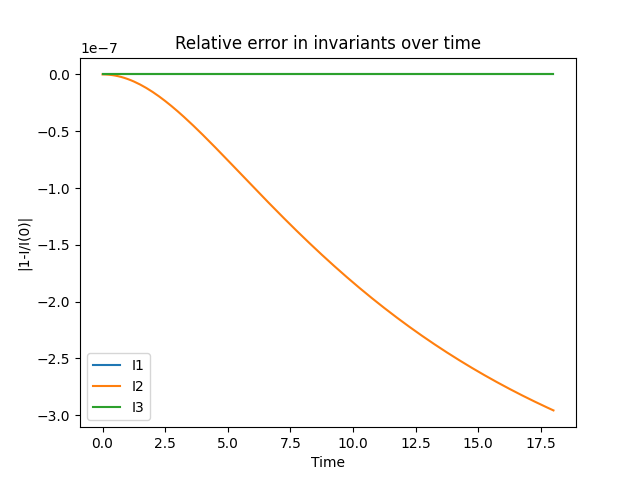 Relative error in invariants over time
1e−7
0.0
−0.5
−1.0
−1.5
−2.0
−2.5
−3.0
|1-I/I(0)|
I1
I2
I3
0.0
2.5
5.0
7.5
10.0
12.5
15.0
17.5
Time